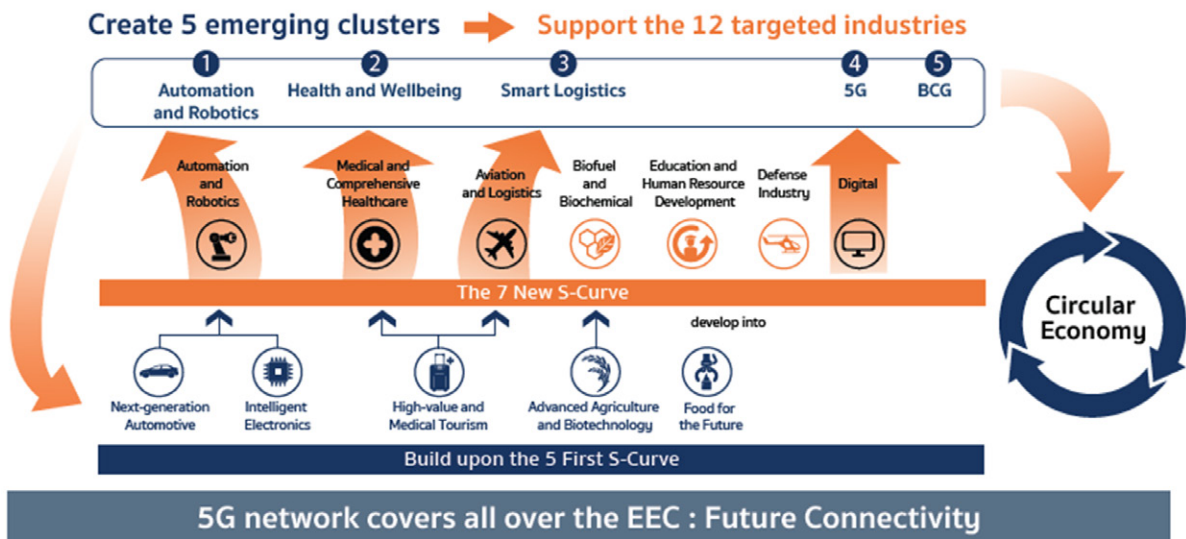 Create 5 emerging clusters
Support the 12 targeted industries
1
2
3
4
5
Automation
and Robotics
Health and Wellbeing
Smart Logistics
5G
BCG
Automation
and
Robotics
Medical and
Comprehensive
Healthcare
Aviation
and Logistics
Biofuel
and
Biochemical
Education and
Human Resource
Development
Defense
Industry
Digital
The 7 New S-Curve
develop into
Next-generation
Automotive
Intelligent
Electronics
High-value and
Medical Tourism
Advanced Agriculture
and Biotechnology
Food for
the Future
Build upon the 5 First S-Curve
Circular
Economy
5G network covers all over the EEC : Future Connectivity